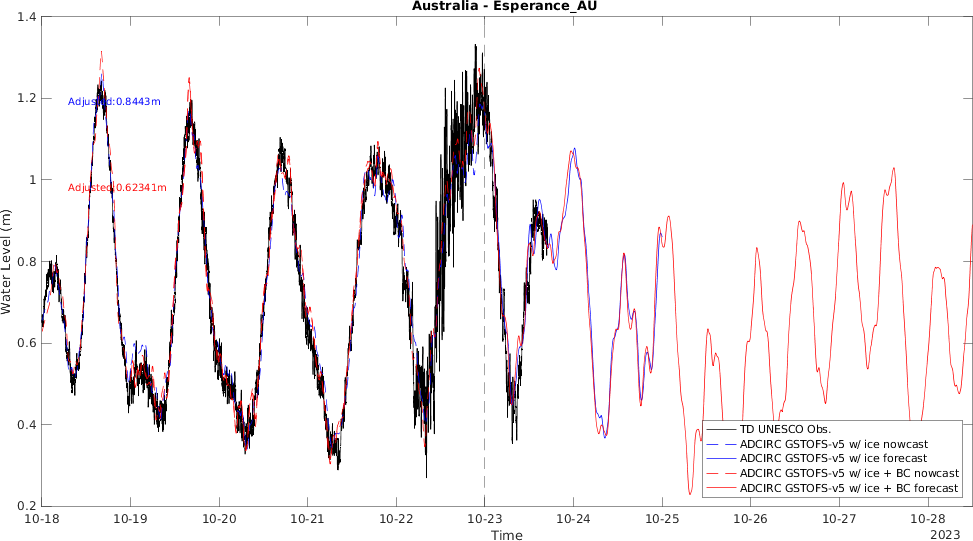 Australia - Esperance_AU
1.4
1.2
1
0.8
0.6
0.4
0.2
Water Level (m)
Adjusted:0.8443m
Adjusted:0.62341m
TD UNESCO Obs.
ADCIRC GSTOFS-v5 w/ ice nowcast
ADCIRC GSTOFS-v5 w/ ice forecast
ADCIRC GSTOFS-v5 w/ ice + BC nowcast
ADCIRC GSTOFS-v5 w/ ice + BC forecast
10-18 10-19 10-20 10-21 10-22 10-23 10-24 10-25 10-26 10-27 10-28
Time
2023